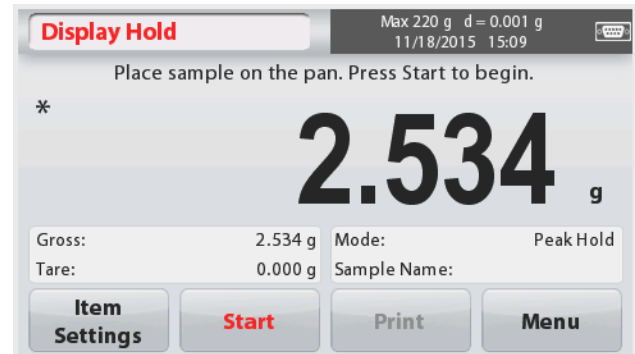 Display Hold
Max 220 g d = 0.001 g
11/18/2015 15:09
Place sample on the pan. Press Start to begin.
*
2.534 g
Gross: 2.534 g
Tare: 0.000 g
Mode: Peak Hold
Sample Name:
Item
Settings
Start
Print
Menu